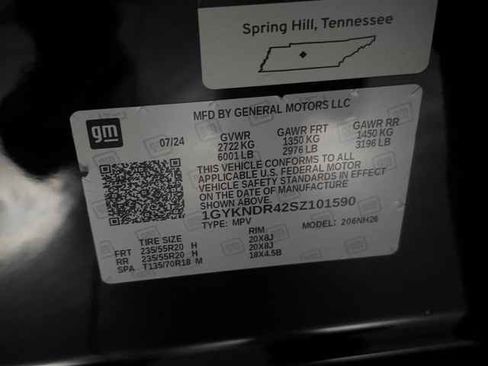 Spring Hill, Tennessee
gm
MFD BY GENERAL MOTORS LLC
07/24 GVWR GAWR FRT GAWR RR
2722 KG 1350 KG 1450 KG
6001 LB 2976 LB 3196 LB
THIS VEHICLE CONFORMS TO ALL
APPLICABLE U.S. FEDERAL MOTOR
VEHICLE SAFETY STANDARDS IN
EFFECT ON THE DATE OF MANUFACTURE
SHOWN ABOVE.
1GYKNDR42SZ101590
TYPE: MPV MODEL: 206NH26
TIRE SIZE RIM
FRT 235/55R20 H 20X8J
RR 235/55R20 H 20X8J
SPA T135/70R18 M 18X4.5B